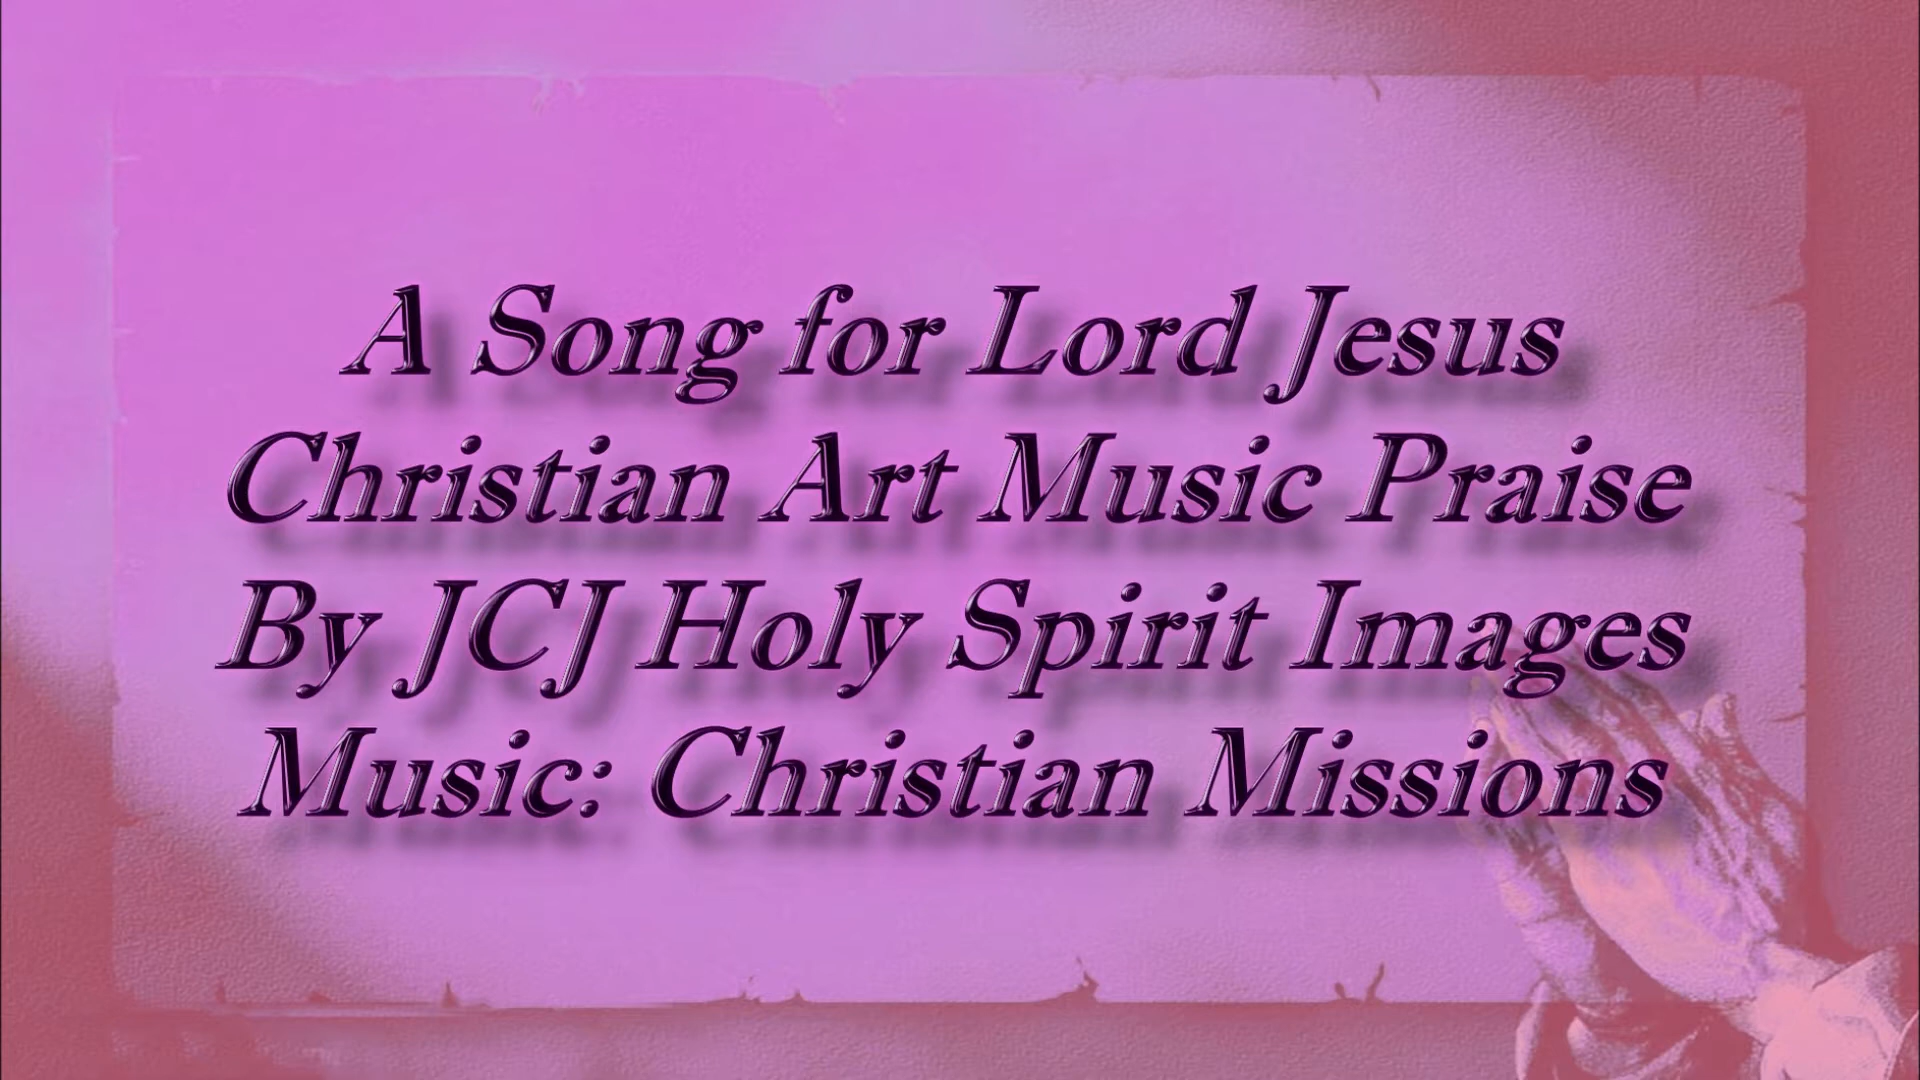 A Song for Lord Jesus
Christian Art Music Praise
By JCJ Holy Spirit Images
Music: Christian Missions